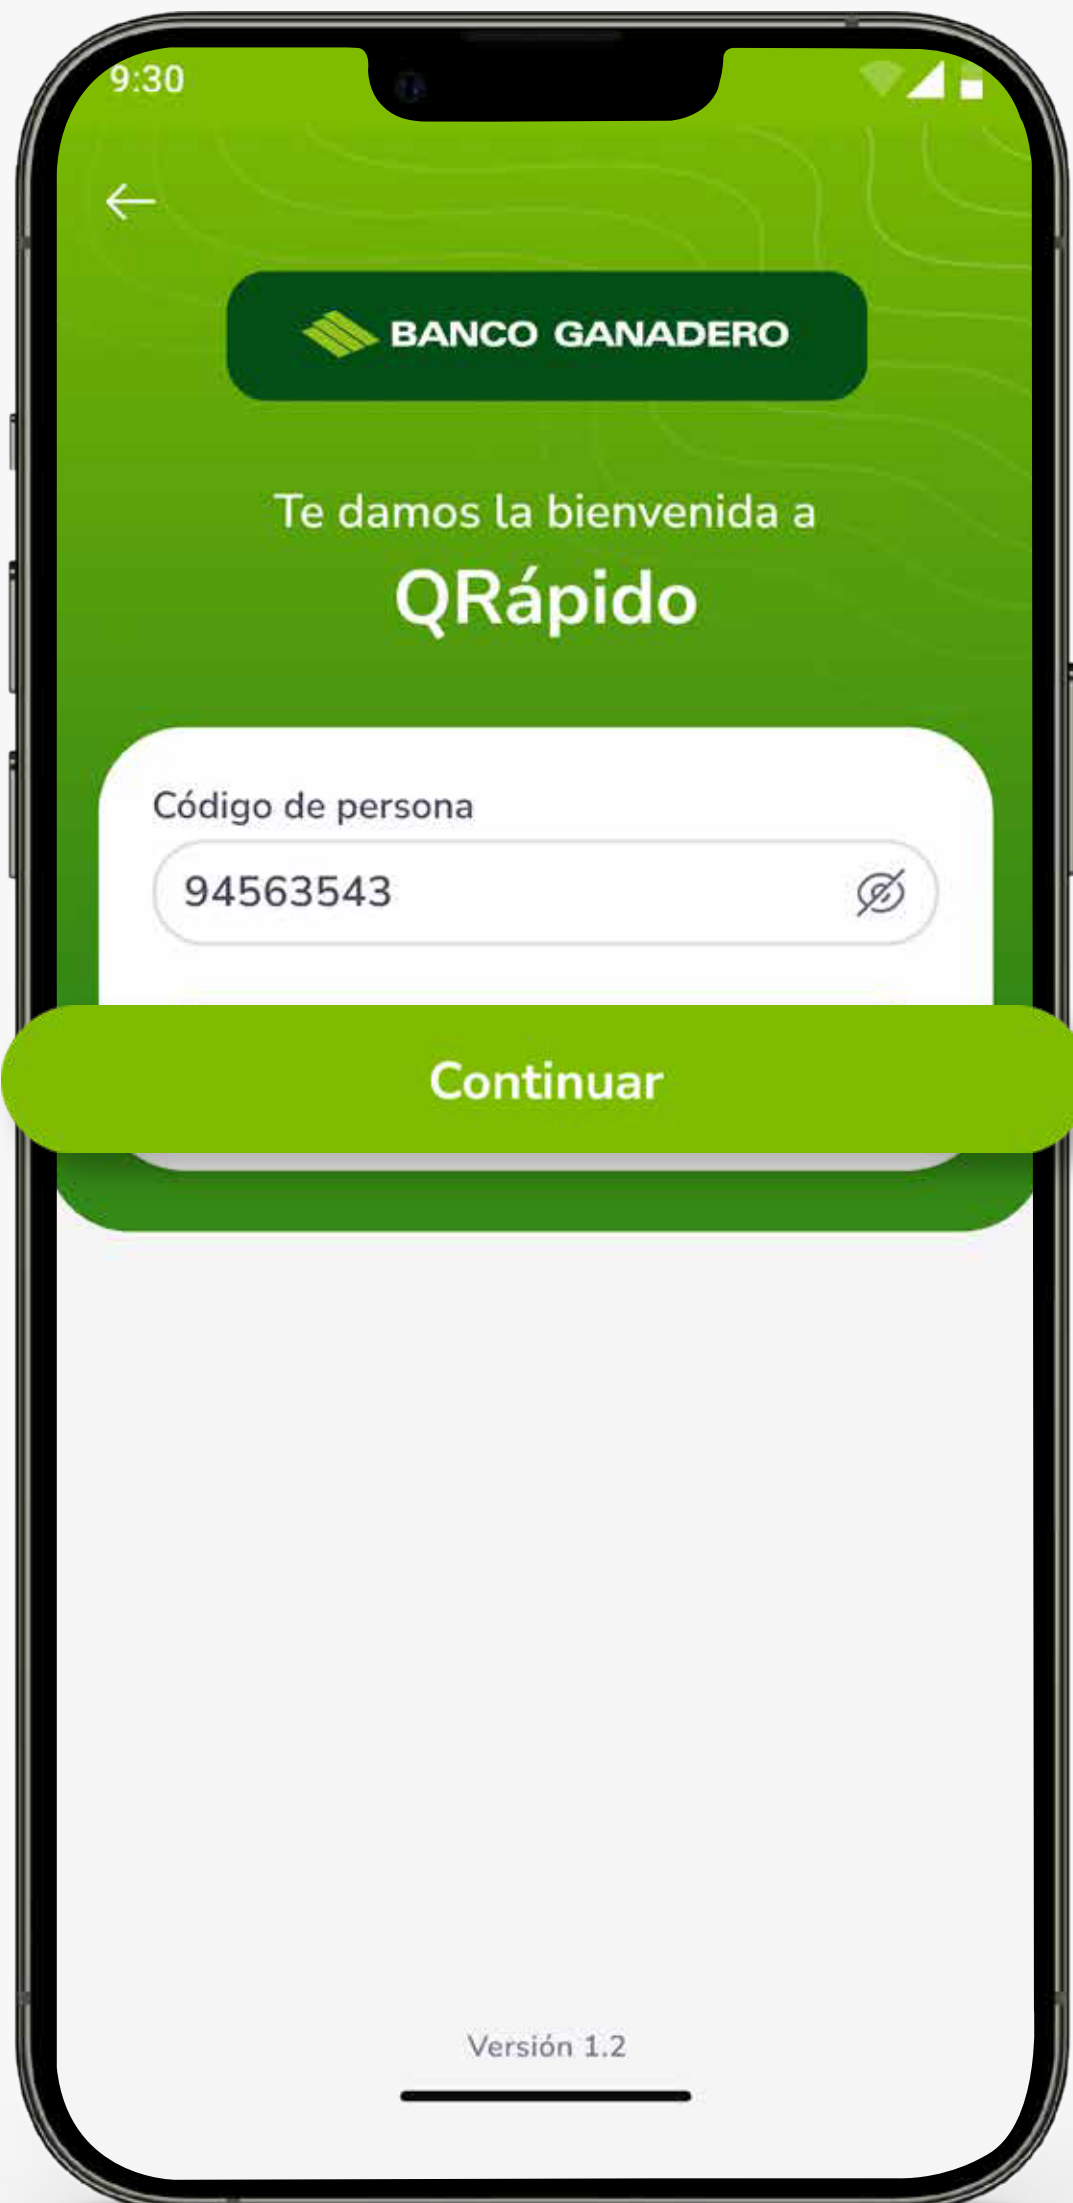 9:30
BANCO GANADERO
Te damos la bienvenida a
QRápido
Código de persona
94563543
Continuar
Versión 1.2